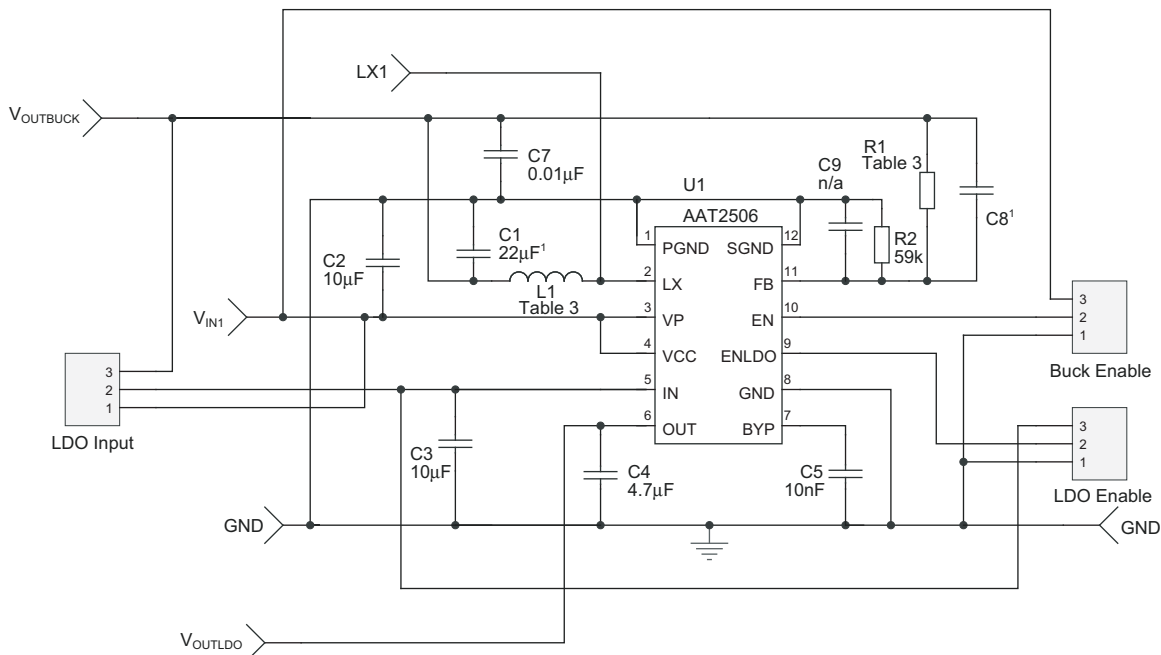 LX1
VOUTBUCK
C7
0.01µF
C9
n/a
R1
Table 3
C8¹
U1
AAT2506
C1
22µF¹
C2
10µF
L1
Table 3
R2
59k
1
PGND
SGND
12
2
LX
FB
11
3
VP
EN
10
4
VCC
ENLDO
9
5
IN
GND
8
6
OUT
BYP
7
VIN1
3
2
1
Buck Enable
3
2
1
LDO Input
3
2
1
LDO Enable
C3
10µF
C4
4.7µF
C5
10nF
GND
GND
VOUTLDO